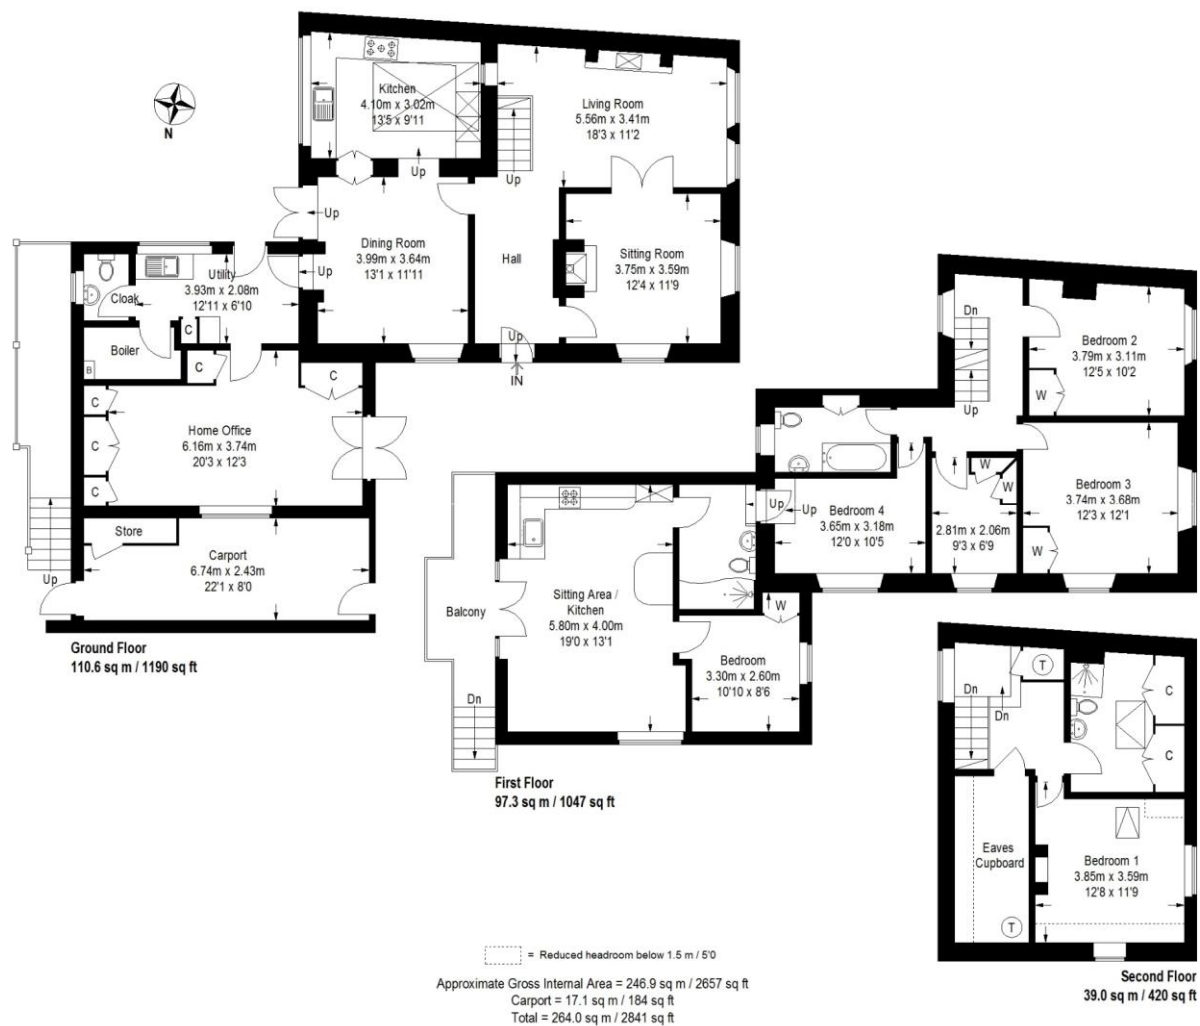 N
Kitchen
4.10m x 3.02m
13'5 x 9'11
Up
Living Room
5.56m x 3.41m
18'3 x 11'2
Up
Up
Dining Room
3.99m x 3.64m
13'1 x 11'11
Up
Hall
Sitting Room
3.75m x 3.59m
12'4 x 11'9
Up
IN
Utility
3.93m x 2.08m
12'11 x 6'10
Cloak
C
Boiler
B
C
C
C
C
C
Home Office
6.16m x 3.74m
20'3 x 12'3
Store
Carport
6.74m x 2.43m
22'1 x 8'0
Up
Ground Floor
110.6 sq m / 1190 sq ft
Dn
Up
Bedroom 2
3.79m x 3.11m
12'5 x 10'2
W
W
W
Bedroom 3
3.74m x 3.68m
12'3 x 12'1
W
2.81m x 2.06m
9'3 x 6'9
Bedroom 4
3.65m x 3.18m
12'0 x 10'5
Up
Up
Balcony
Sitting Area /
Kitchen
5.80m x 4.00m
19'0 x 13'1
W
Bedroom
3.30m x 2.60m
10'10 x 8'6
Dn
First Floor
97.3 sq m / 1047 sq ft
Dn
Dn
T
C
C
Eaves
Cupboard
T
Bedroom 1
3.85m x 3.59m
12'8 x 11'9
Second Floor
39.0 sq m / 420 sq ft
= Reduced headroom below 1.5 m / 5'0
Approximate Gross Internal Area = 246.9 sq m / 2657 sq ft
Carport = 17.1 sq m / 184 sq ft
Total = 264.0 sq m / 2841 sq ft